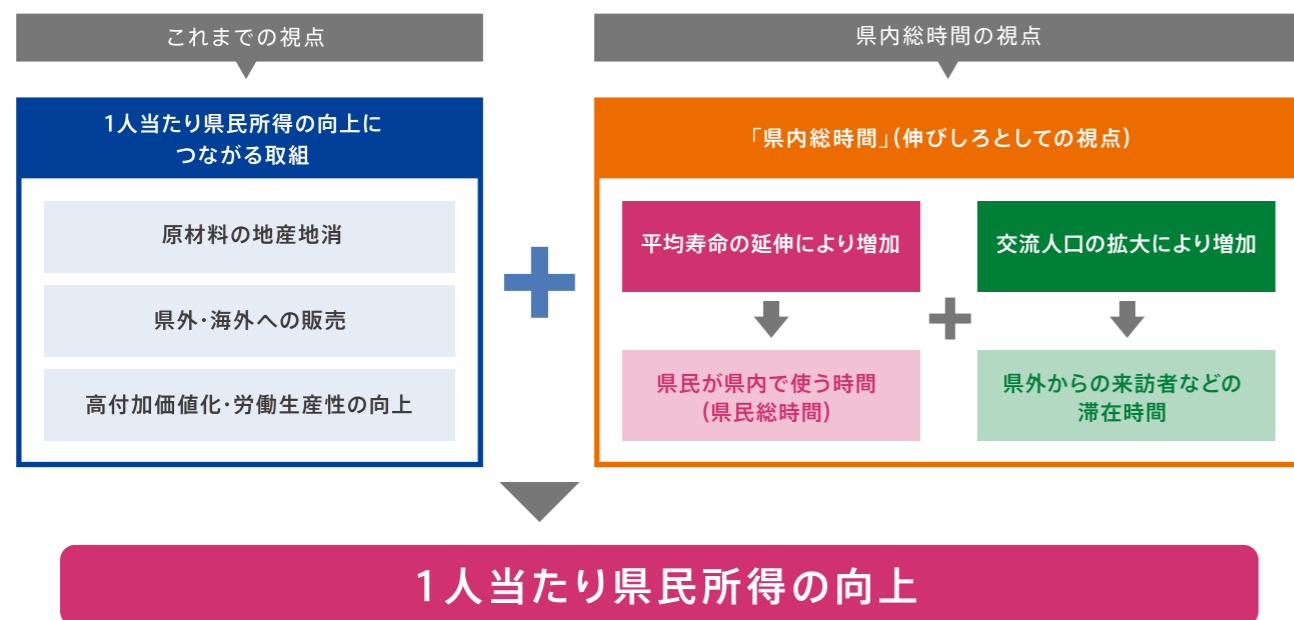 これまでの視点
県内総時間の視点
1人当たり県民所得の向上に
つながる取組
原材料の地産地消
県外・海外への販売
高付加価値化・労働生産性の向上
「県内総時間」(伸びしろとしての視点)
平均寿命の延伸により増加
交流人口の拡大により増加
県民が県内で使う時間
(県民総時間)
県外からの来訪者などの
滞在時間
1人当たり県民所得の向上